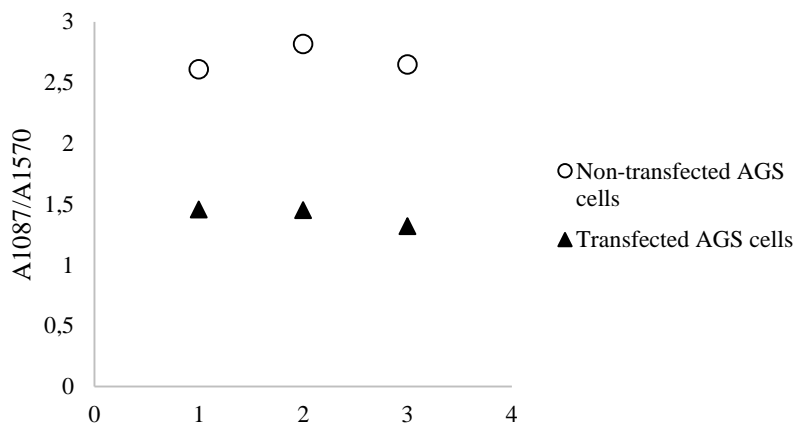 3
2,5
2
1,5
1
0,5
0
A1087/A1570
0 1 2 3 4
Non-transfected AGS
cells
Transfected AGS cells